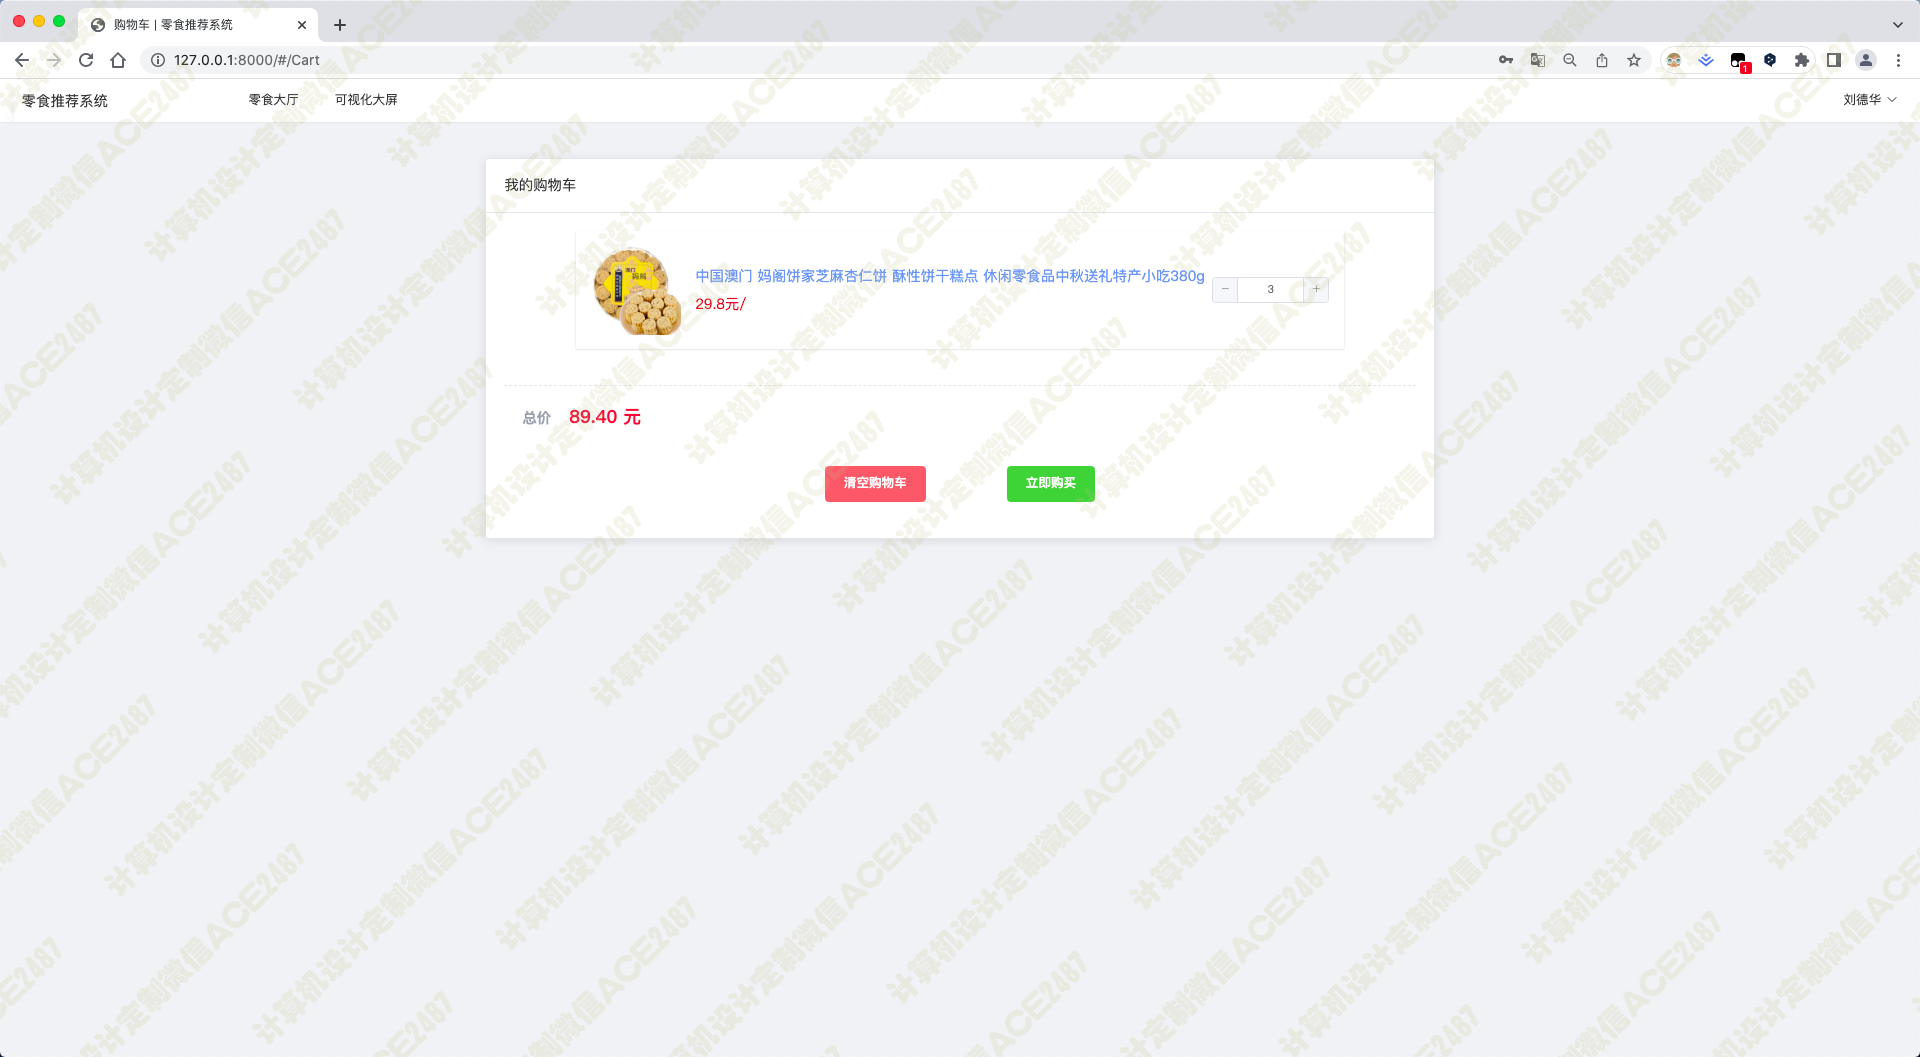 购物车 | 零食推荐系统
127.0.0.1:8000/#/Cart
1
零食推荐系统
零食大厅
可视化大屏
刘德华
我的购物车
中国澳门 妈阁饼家芝麻杏仁饼 酥性饼干糕点 休闲零食品中秋送礼特产小吃380g
29.8元/
3
总价 89.40 元
清空购物车
立即购买
计算机设计定制微信ACE2487